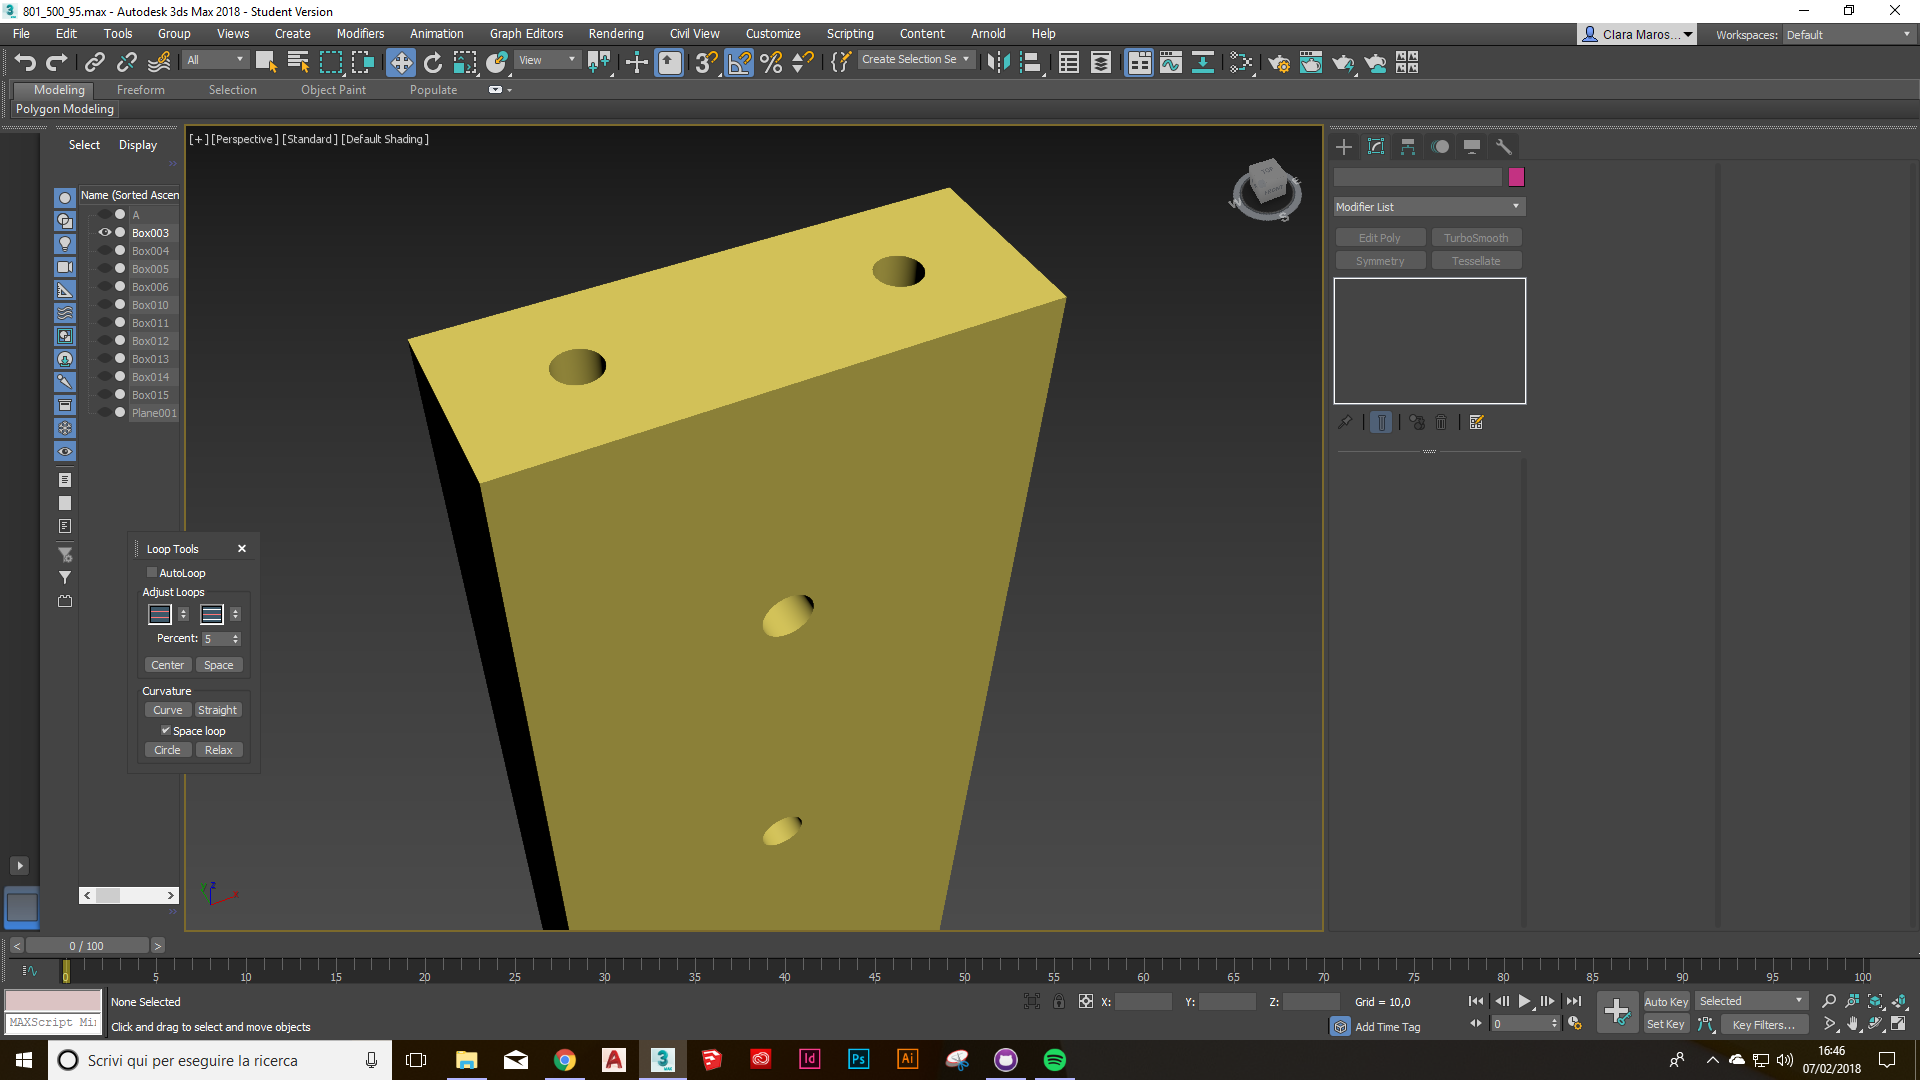 801_500_95.max - Autodesk 3ds Max 2018 - Student Version
File Edit Tools Group Views Create Modifiers Animation Graph Editors Rendering Civil View Customize Scripting Content Arnold Help
Clara Maros... Workspaces: Default
All View Create Selection Se
Modeling Freeform Selection Object Paint Populate
Polygon Modeling
Select Display
[+] [Perspective] [Standard] [Default Shading]
Name (Sorted Ascen
A
Box003
Box004
Box005
Box006
Box010
Box011
Box012
Box013
Box014
Box015
Plane001
TOP
FRONT
W
S
E
Modifier List
Edit Poly TurboSmooth
Symmetry Tessellate
Loop Tools
AutoLoop
Adjust Loops
Percent: 5
Center Space
Curvature
Curve Straight
Space loop
Circle Relax
z
y
x
0 / 100
0 5 10 15 20 25 30 35 40 45 50 55 60 65 70 75 80 85 90 95 100
None Selected
X: Y: Z: Grid = 10,0
Auto Key Selected
MAXScript Mi
Click and drag to select and move objects
Add Time Tag
0
Set Key Key Filters...
Scrivi qui per eseguire la ricerca
16:46
07/02/2018